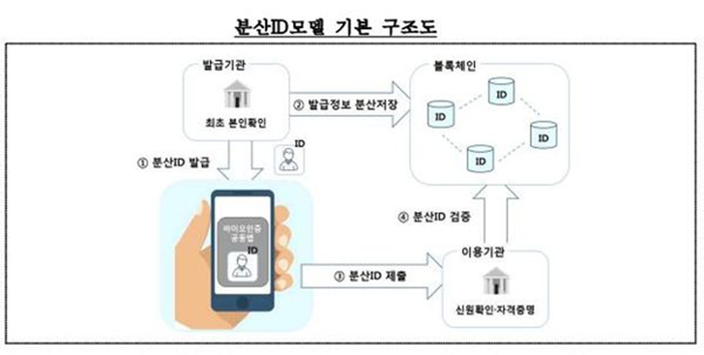 분산ID모델 기본 구조도
발급기관
최초 본인확인
② 발급정보 분산저장
블록체인
ID
ID
ID
ID
① 분산ID 발급
ID
바이오인증
공동앱
ID
③ 분산ID 제출
④ 분산ID 검증
이용기관
신원확인·자격증명